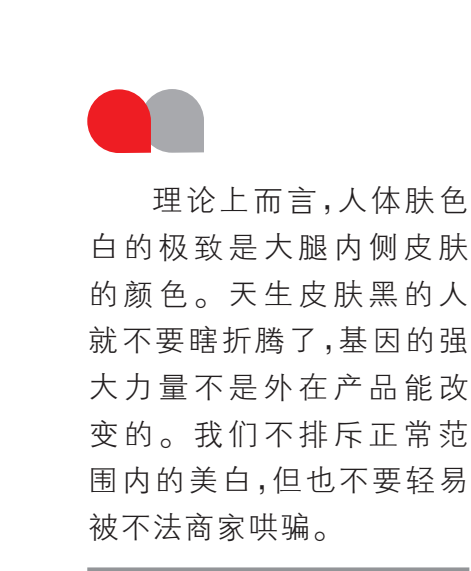 理论上而言,人体肤色
白的极致是大腿内侧皮肤
的颜色。天生皮肤黑的人
就不要瞎折腾了,基因的强
大力量不是外在产品能改
变的。我们不排斥正常范
围内的美白,但也不要轻易
被不法商家哄骗。